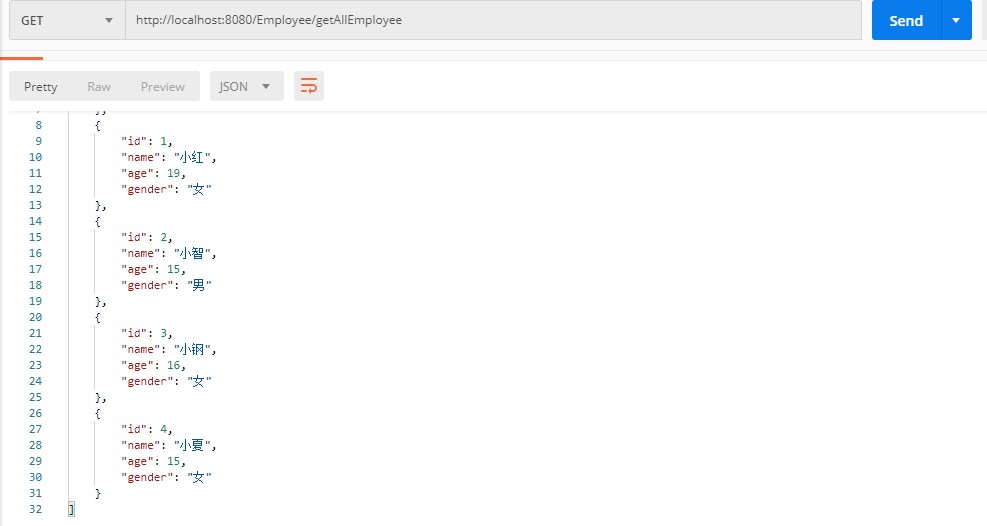 GET http://localhost:8080/Employee/getAllEmployee Send
Pretty Raw Preview JSON
8 {
9 "id": 1,
10 "name": "小红",
11 "age": 19,
12 "gender": "女"
13 },
14 {
15 "id": 2,
16 "name": "小智",
17 "age": 15,
18 "gender": "男"
19 },
20 {
21 "id": 3,
22 "name": "小钢",
23 "age": 16,
24 "gender": "女"
25 },
26 {
27 "id": 4,
28 "name": "小夏",
29 "age": 15,
30 "gender": "女"
31 }
32 ]